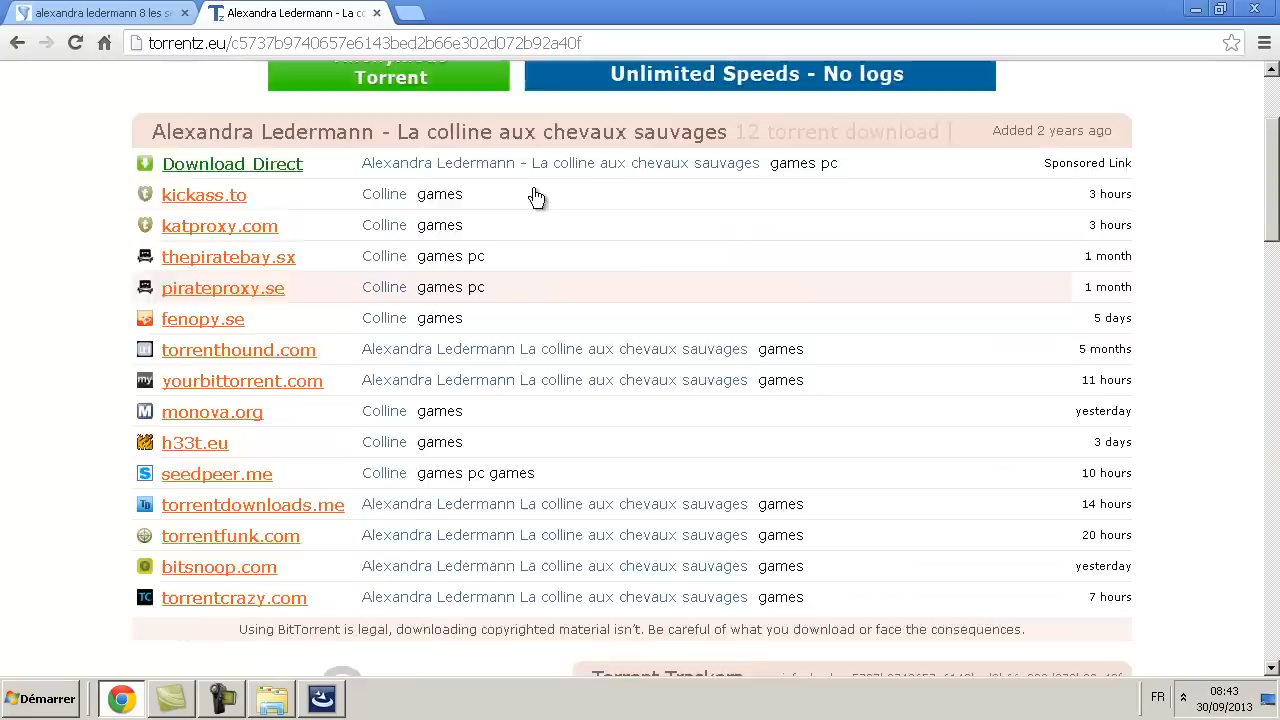 alexandra ledermann 8 les s
Alexandra Ledermann - La co
torrentz.eu/c5737b9740657e6143bed2b66e302d072b92a40f
Torrent
Unlimited Speeds - No logs
Alexandra Ledermann - La colline aux chevaux sauvages 12 torrent download | Added 2 years ago
Download Direct Alexandra Ledermann - La colline aux chevaux sauvages games pc Sponsored Link
kickass.to Colline games 3 hours
katproxy.com Colline games 3 hours
thepiratebay.sx Colline games pc 1 month
pirateproxy.se Colline games pc 1 month
fenopy.se Colline games 5 days
torrenthound.com Alexandra Ledermann La colline aux chevaux sauvages games 5 months
yourbittorrent.com Alexandra Ledermann La colline aux chevaux sauvages games 11 hours
monova.org Colline games yesterday
h33t.eu Colline games 3 days
seedpeer.me Colline games pc games 10 hours
torrentdownloads.me Alexandra Ledermann La colline aux chevaux sauvages games 14 hours
torrentfunk.com Alexandra Ledermann La colline aux chevaux sauvages games 20 hours
bitsnoop.com Alexandra Ledermann La colline aux chevaux sauvages games yesterday
torrentcrazy.com Alexandra Ledermann La colline aux chevaux sauvages games 7 hours
Using BitTorrent is legal, downloading copyrighted material isn't. Be careful of what you download or face the consequences.
Torrent Trackers
Démarrer
FR
08:43
30/09/2013